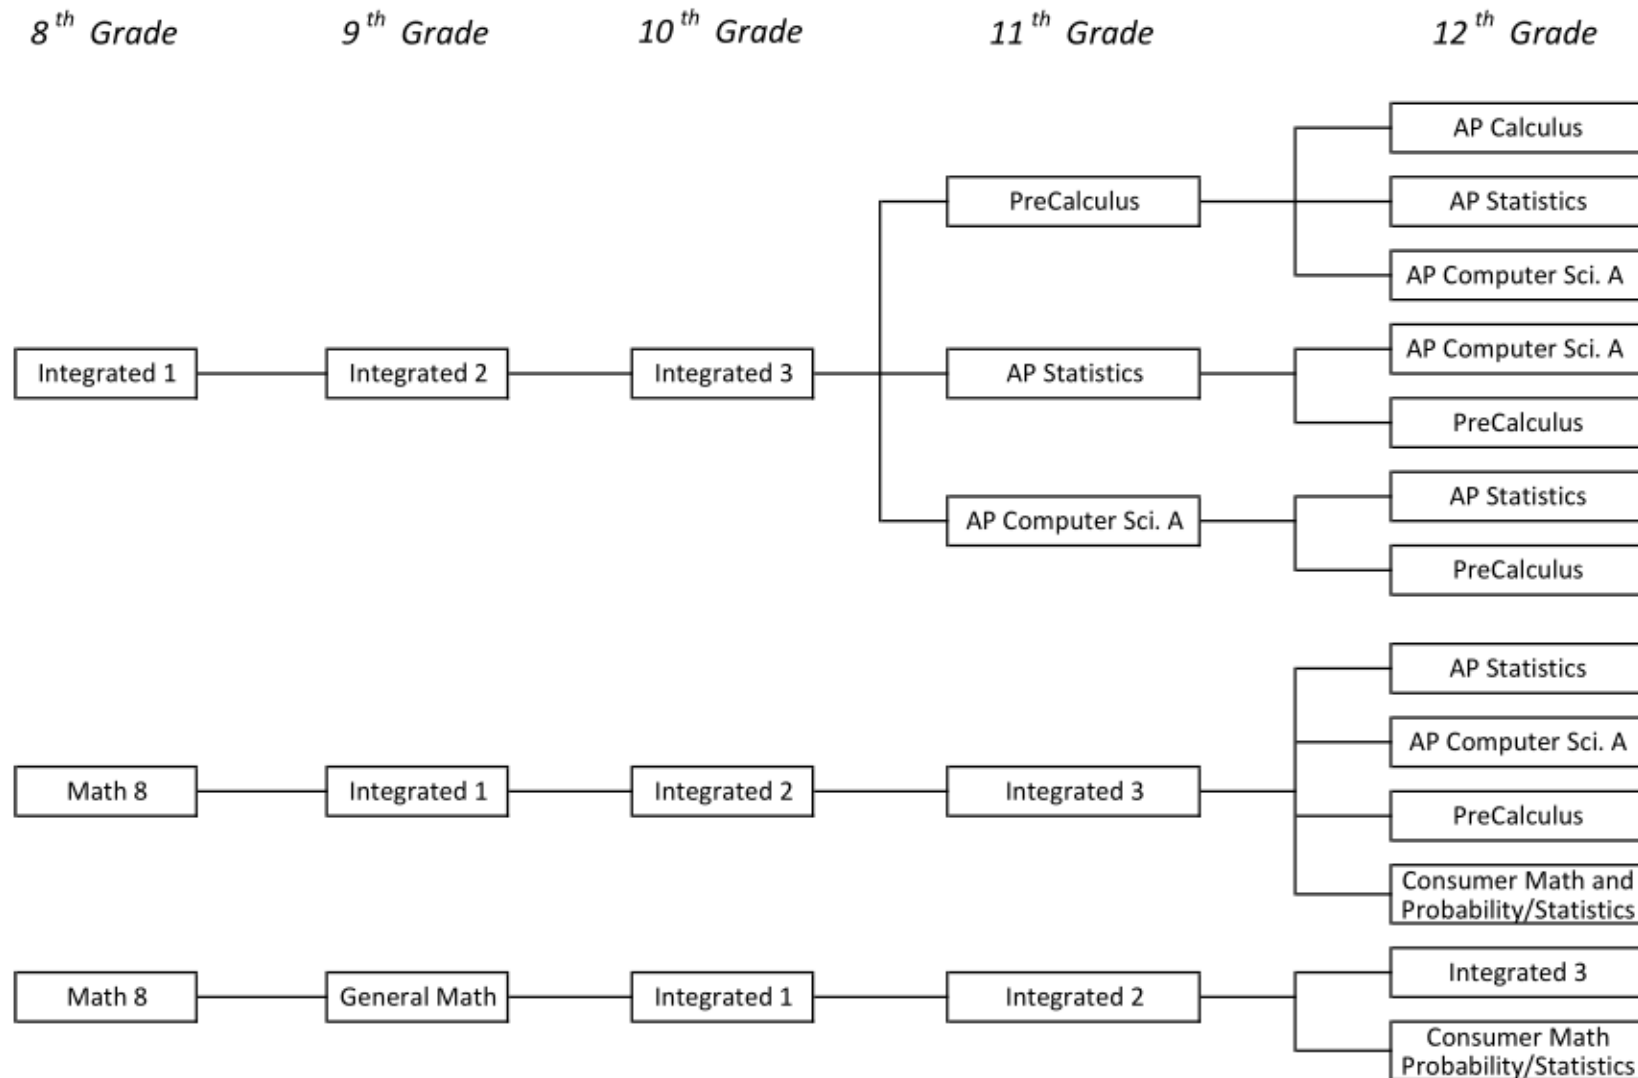 8th Grade 9th Grade 10th Grade 11th Grade 12th Grade
AP Calculus
PreCalculus AP Statistics
AP Computer Sci. A
AP Computer Sci. A
Integrated 1 Integrated 2 Integrated 3 AP Statistics
PreCalculus
AP Statistics
AP Computer Sci. A
PreCalculus
AP Statistics
AP Computer Sci. A
Math 8 Integrated 1 Integrated 2 Integrated 3
PreCalculus
Consumer Math and
Probability/Statistics
Integrated 3
Math 8 General Math Integrated 1 Integrated 2
Consumer Math
Probability/Statistics